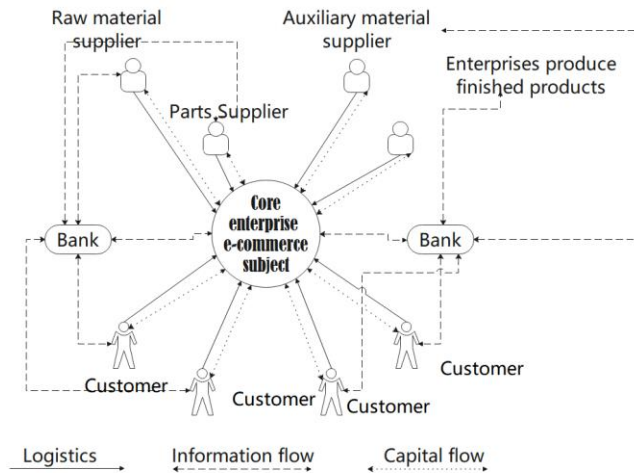 Raw material
supplier
Auxiliary material
supplier
Enterprises produce
finished products
Parts Supplier
Core
enterprise
e-commerce
subject
Bank
Bank
Customer
Customer
Customer
Customer
Logistics
Information flow
Capital flow